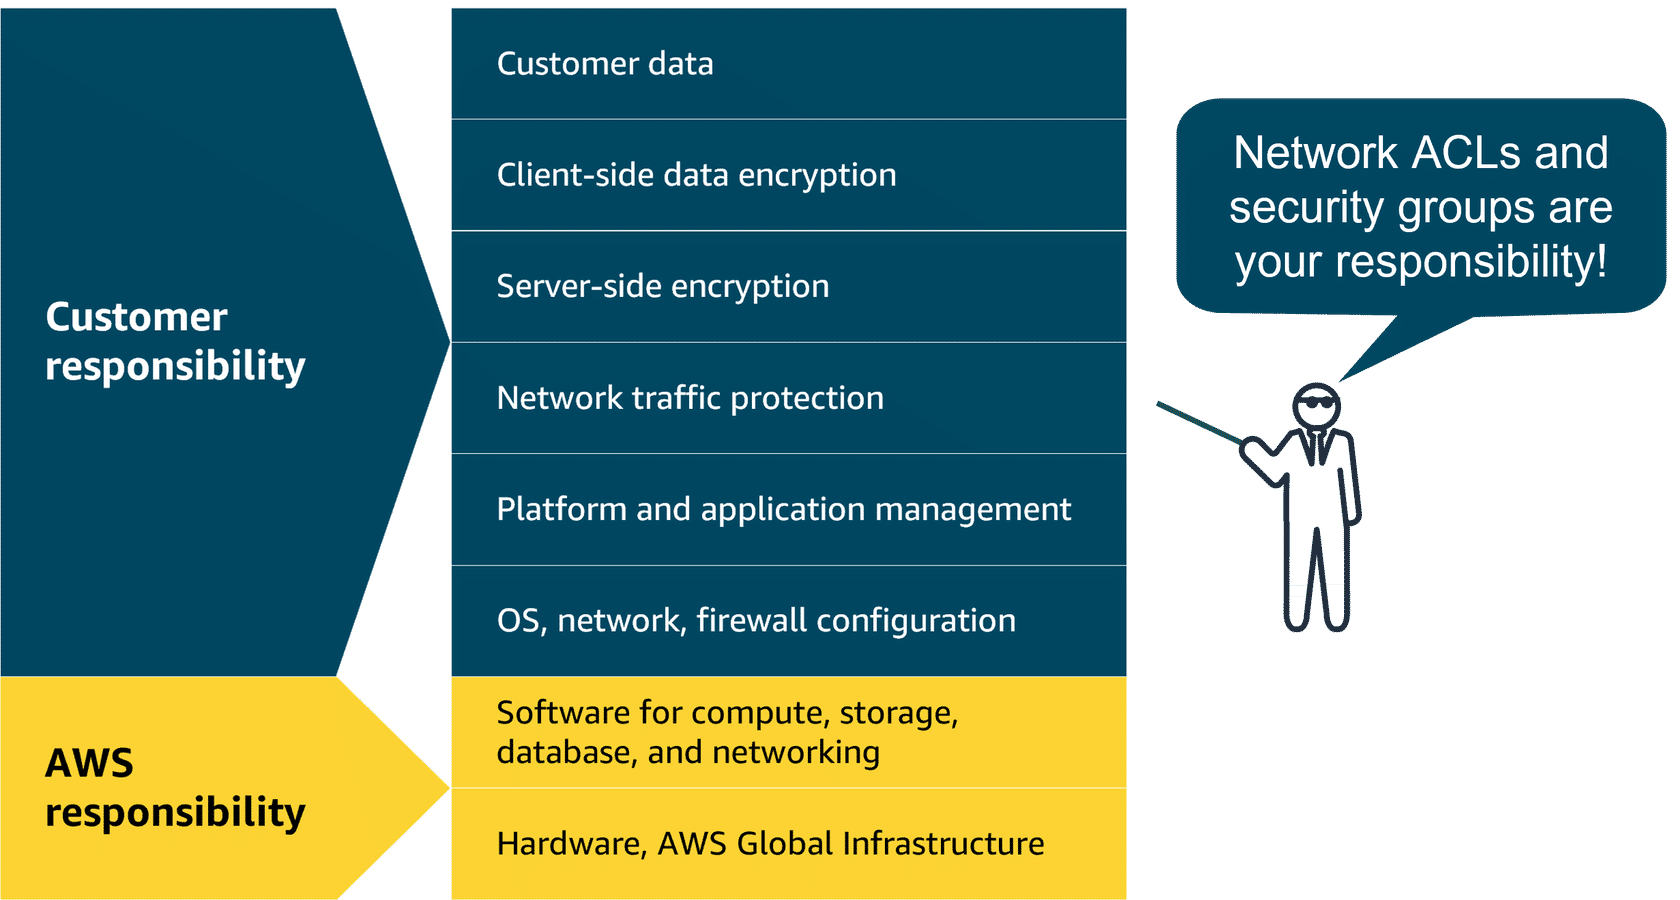 Customer
responsibility
Customer data
Client-side data encryption
Server-side encryption
Network traffic protection
Platform and application management
OS, network, firewall configuration
AWS
responsibility
Software for compute, storage,
database, and networking
Hardware, AWS Global Infrastructure
Network ACLs and
security groups are
your responsibility!